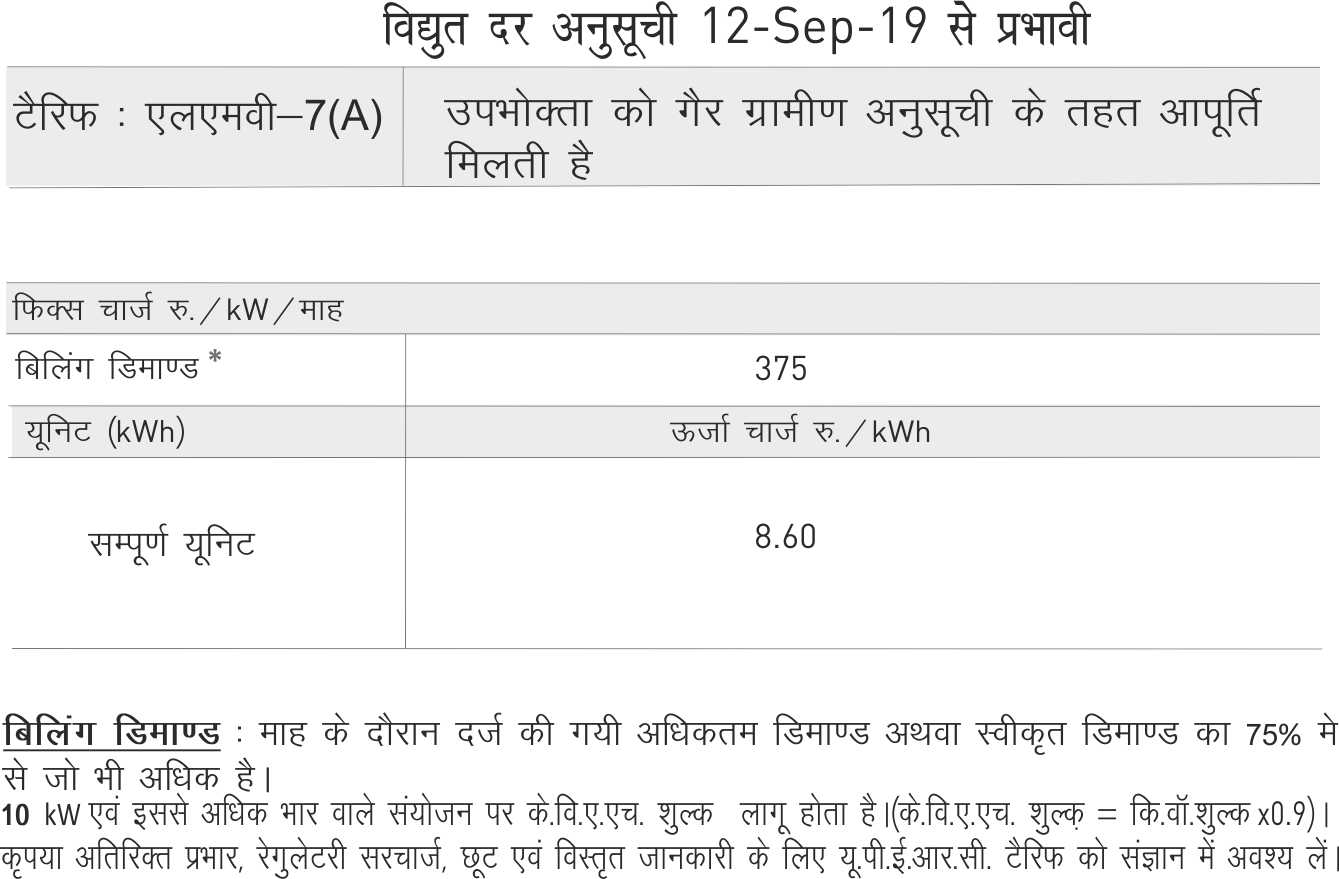 विद्युत दर अनुसूची 12-Sep-19 से प्रभावी
टैरिफ : एलएमवी–7(A)
उपभोक्ता को गैर ग्रामीण अनुसूची के तहत आपूर्ति
मिलती है
फिक्स चार्ज रु./kW/माह
बिलिंग डिमाण्ड * 375
यूनिट (kWh) ऊर्जा चार्ज रु./kWh
सम्पूर्ण यूनिट 8.60
बिलिंग डिमाण्ड : माह के दौरान दर्ज की गयी अधिकतम डिमाण्ड अथवा स्वीकृत डिमाण्ड का 75% मे
से जो भी अधिक है।
10 kW एवं इससे अधिक भार वाले संयोजन पर के.वि.ए.एच. शुल्क लागू होता है।(के.वि.ए.एच. शुल्क़ = कि.वॉ.शुल्क x0.9)।
कृपया अतिरिक्त प्रभार, रेगुलेटरी सरचार्ज, छूट एवं विस्तृत जानकारी के लिए यू.पी.ई.आर.सी. टैरिफ को संज्ञान में अवश्य लें।